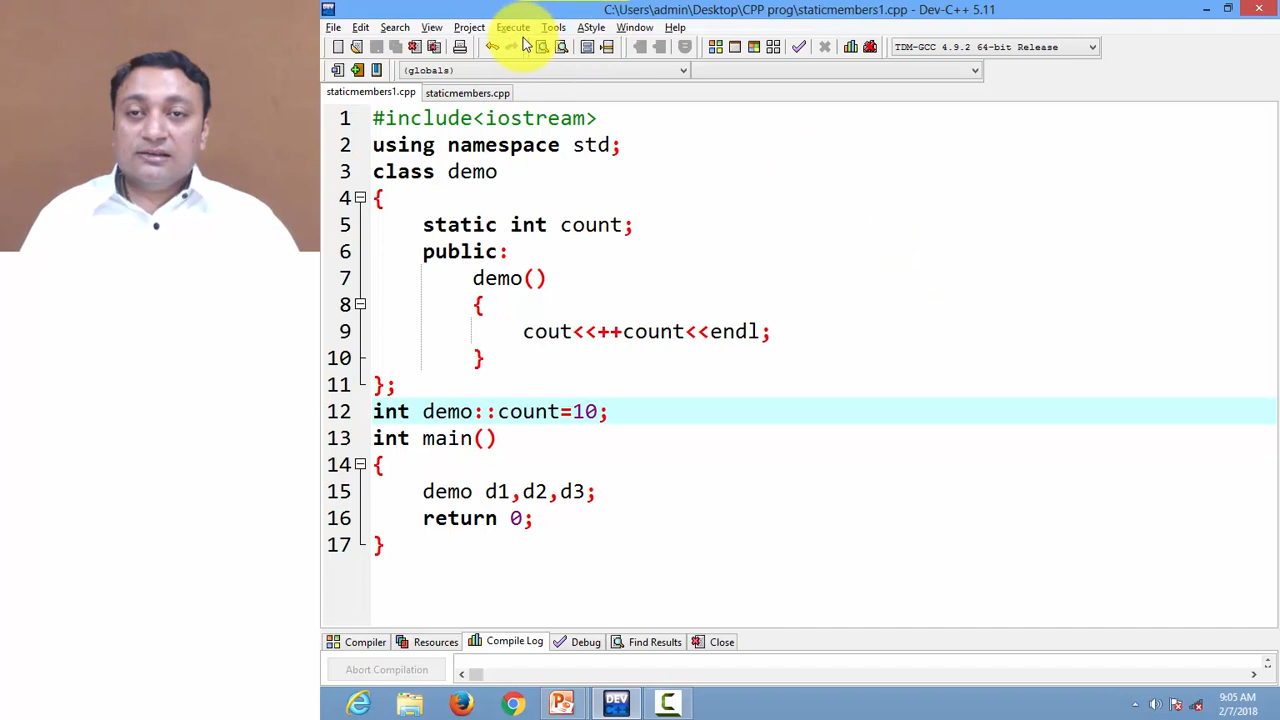 C:\Users\admin\Desktop\CPP prog\staticmembers1.cpp - Dev-C++ 5.11
File Edit Search View Project Execute Tools AStyle Window Help
TDM-GCC 4.9.2 64-bit Release
(globals)
staticmembers1.cpp staticmembers.cpp
1 #include<iostream>
2 using namespace std;
3 class demo
4 {
5 static int count;
6 public:
7 demo()
8 {
9 cout<<++count<<endl;
10 }
11 };
12 int demo::count=10;
13 int main()
14 {
15 demo d1,d2,d3;
16 return 0;
17 }
Compiler Resources Compile Log Debug Find Results Close
Abort Compilation
DEV
9:05 AM
2/7/2018